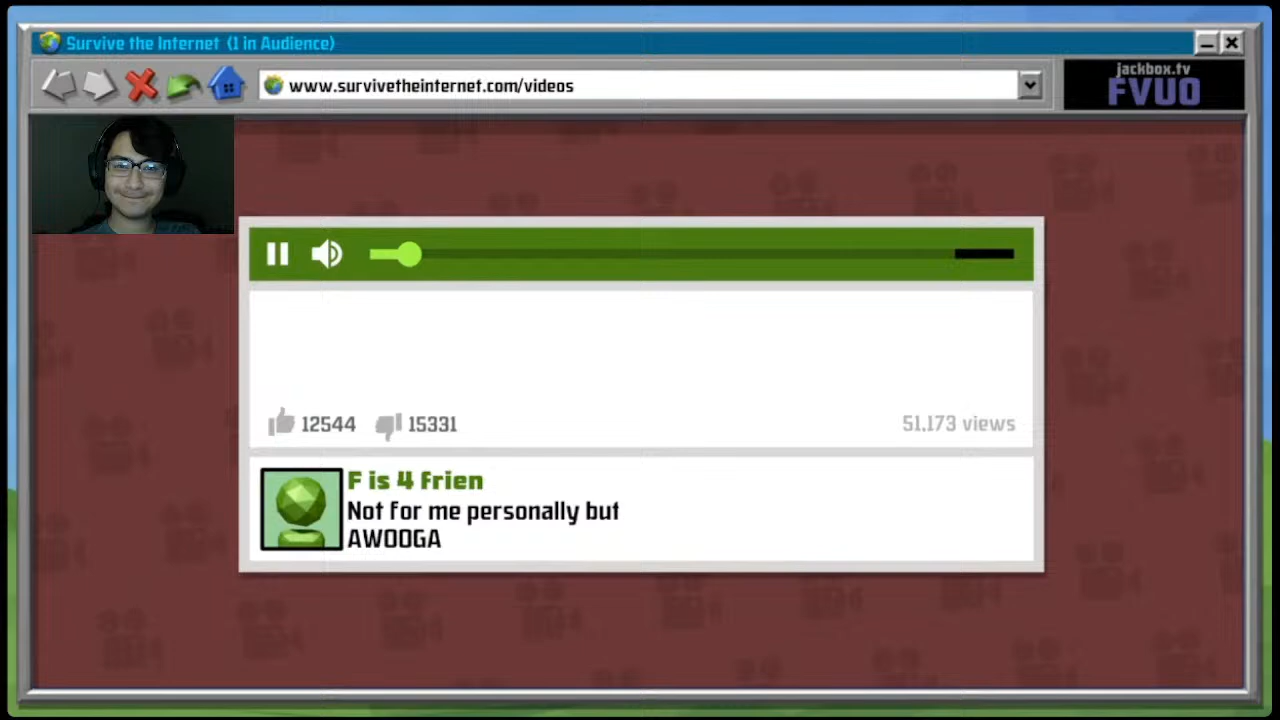 Survive the Internet (1 in Audience)
www.survivetheinternet.com/videos
jackbox.tv
FVUO
12544
15331
51,173 views
F is 4 frien
Not for me personally but
AWOOGA